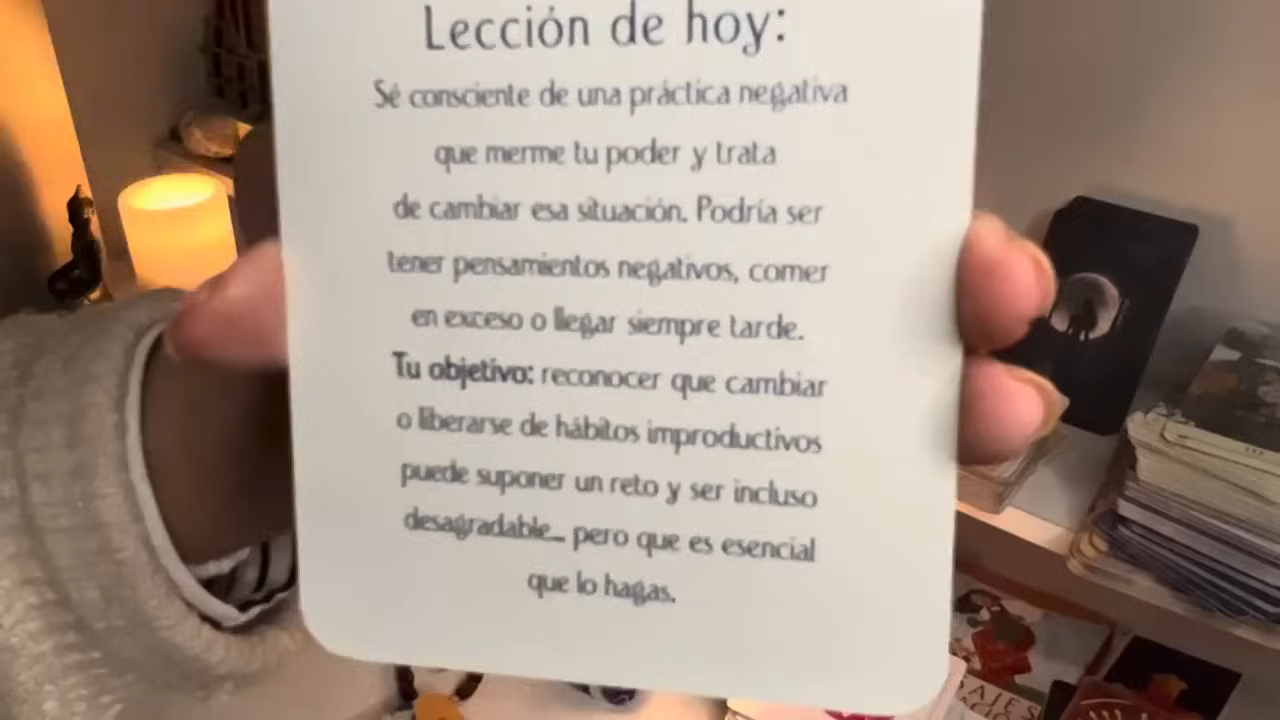 Lección de hoy:
Sé consciente de una práctica negativa
que merme tu poder y trata
de cambiar esa situación. Podría ser
tener pensamientos negativos, comer
en exceso o llegar siempre tarde.
Tu objetivo: reconocer que cambiar
o liberarse de hábitos improductivos
puede suponer un reto y ser incluso
desagradable... pero que es esencial
que lo hagas.